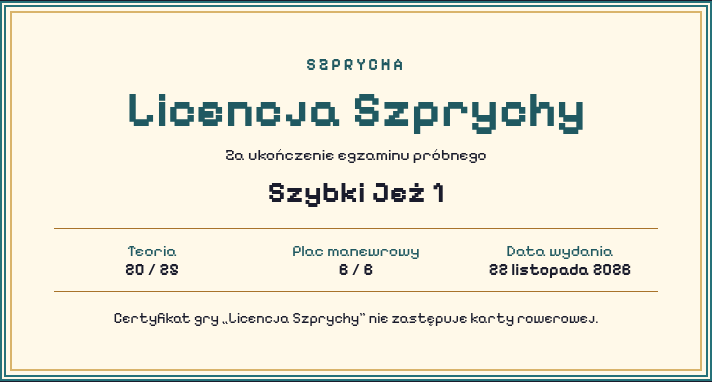 SZPRYCHA
Licencja Szprychy
Za ukończenie egzaminu próbnego
Szybki Jeż 1
Teoria
20 / 25
Plac manewrowy
6 / 6
Data wydania
22 listopada 2026
Certyfikat gry „Licencja Szprychy” nie zastępuje karty rowerowej.